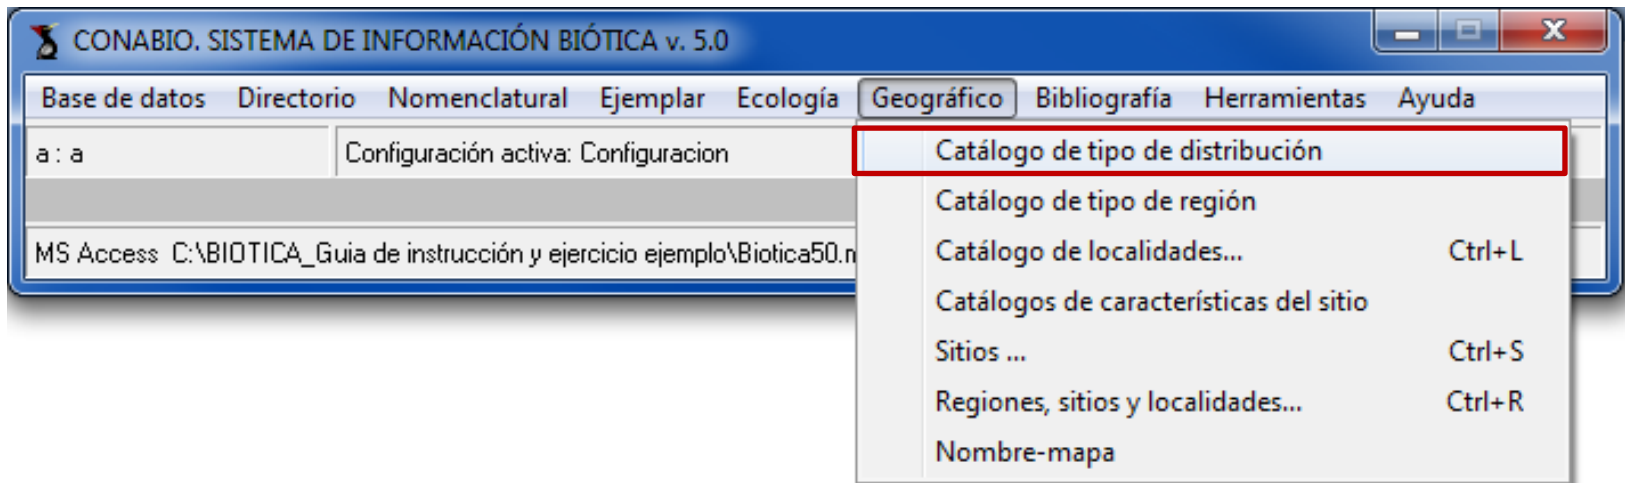 CONABIO. SISTEMA DE INFORMACIÓN BIÓTICA v. 5.0
Base de datos Directorio Nomenclatural Ejemplar Ecología Geográfico Bibliografía Herramientas Ayuda
a : a Configuración activa: Configuracion
MS Access C:\BIOTICA_Guia de instrucción y ejercicio ejemplo\Biotica50.m
Catálogo de tipo de distribución
Catálogo de tipo de región
Catálogo de localidades... Ctrl+L
Catálogos de características del sitio
Sitios ... Ctrl+S
Regiones, sitios y localidades... Ctrl+R
Nombre-mapa